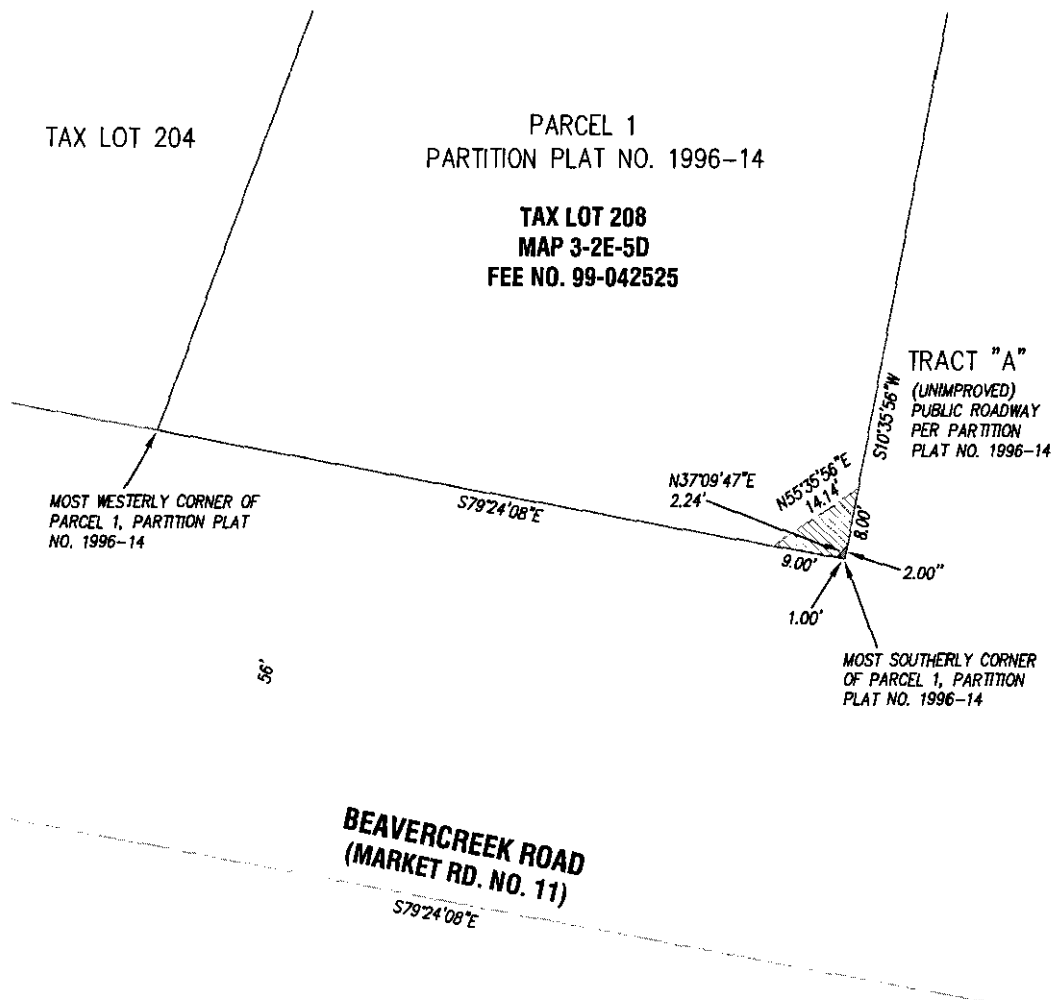 TAX LOT 204
PARCEL 1
PARTITION PLAT NO. 1996-14
TAX LOT 208
MAP 3-2E-5D
FEE NO. 99-042525
TRACT "A"
(UNIMPROVED)
PUBLIC ROADWAY
PER PARTITION
PLAT NO. 1996-14
S10°35'56"W
N37°09'47"E
2.24'
N55°35'56"E
14.14'
8.00'
S79°24'08"E
9.00'
2.00"
1.00'
MOST WESTERLY CORNER OF
PARCEL 1, PARTITION PLAT
NO. 1996-14
MOST SOUTHERLY CORNER
OF PARCEL 1, PARTITION
PLAT NO. 1996-14
56'
BEAVERCREEK ROAD
(MARKET RD. NO. 11)
S79°24'08"E